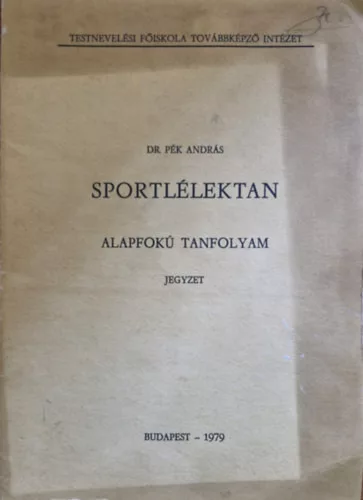 TESTNEVELÉSI FŐISKOLA TOVÁBBKÉPZŐ INTÉZET
DR. PÉK ANDRÁS
SPORTLÉLEKTAN
ALAPFOKÚ TANFOLYAM
JEGYZET
BUDAPEST – 1979